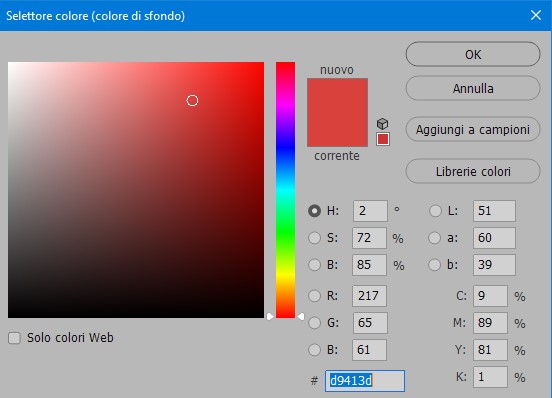 Selettore colore (colore di sfondo)
nuovo
corrente
OK
Annulla
Aggiungi a campioni
Librerie colori
H: 2 °
S: 72 %
B: 85 %
R: 217
G: 65
B: 61
# d9413d
L: 51
a: 60
b: 39
C: 9 %
M: 89 %
Y: 81 %
K: 1 %
Solo colori Web